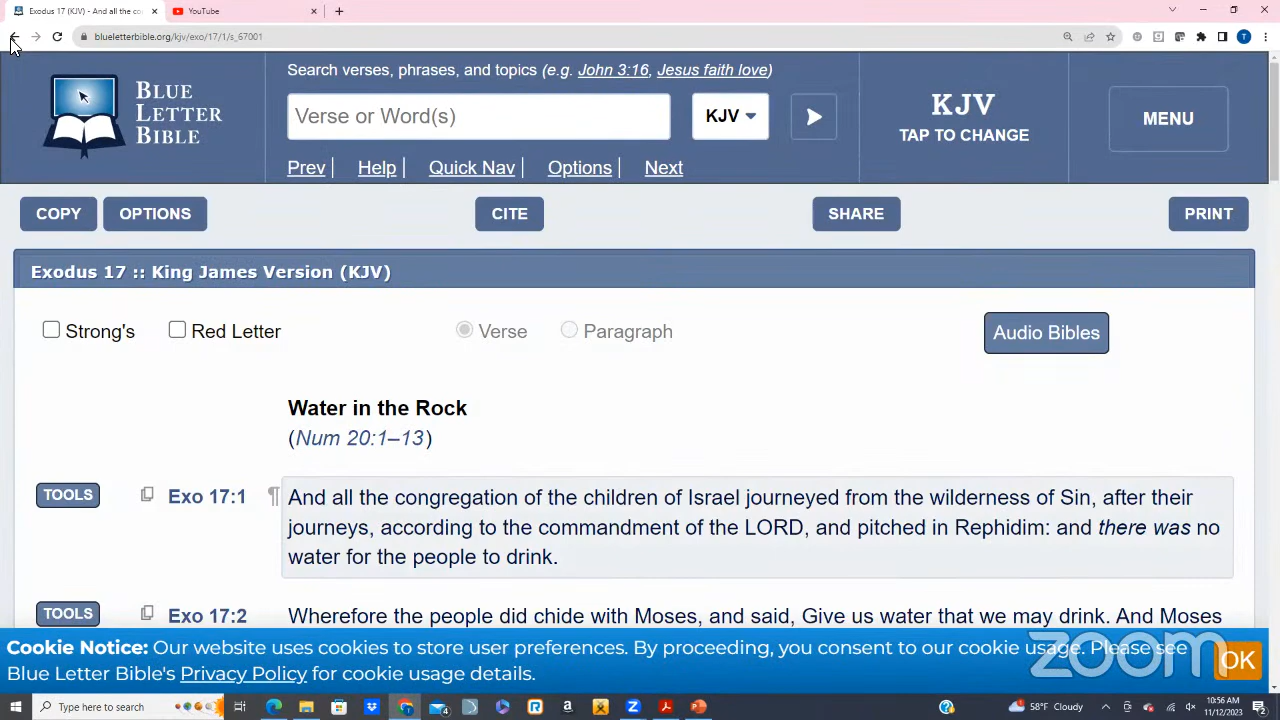 Exodus 17 (KJV) - And all the co
YouTube
blueletterbible.org/kjv/exo/17/1/s_67001
T
BLUE
LETTER
BIBLE
Search verses, phrases, and topics (e.g. John 3:16, Jesus faith love)
Verse or Word(s)
KJV
Prev | Help | Quick Nav | Options | Next
KJV
TAP TO CHANGE
MENU
COPY
OPTIONS
CITE
SHARE
PRINT
Exodus 17 :: King James Version (KJV)
Strong's
Red Letter
Verse
Paragraph
Audio Bibles
Water in the Rock
(Num 20:1–13)
TOOLS
Exo 17:1
¶ And all the congregation of the children of Israel journeyed from the wilderness of Sin, after their
journeys, according to the commandment of the LORD, and pitched in Rephidim: and there was no
water for the people to drink.
TOOLS
Exo 17:2
Wherefore the people did chide with Moses, and said, Give us water that we may drink. And Moses
Cookie Notice: Our website uses cookies to store user preferences. By proceeding, you consent to our cookie usage. Please see
Blue Letter Bible's Privacy Policy for cookie usage details.
OK
zoom
Type here to search
58°F Cloudy
10:56 AM
11/12/2023